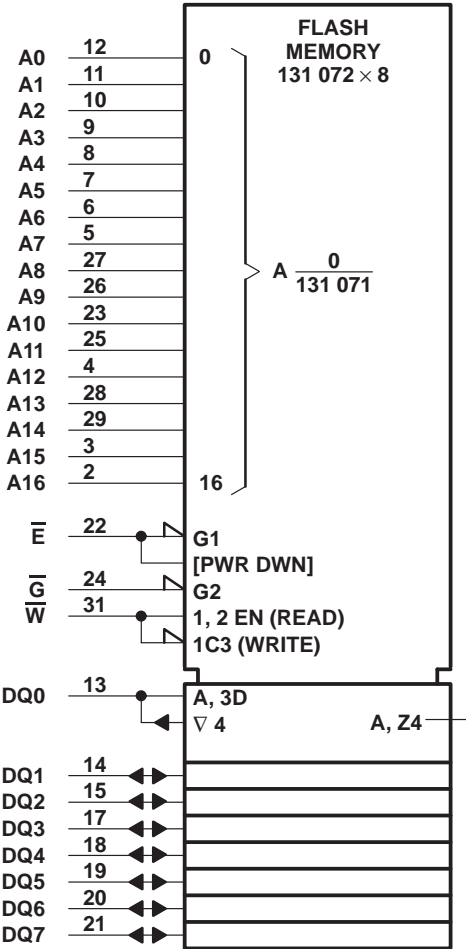 FLASH
MEMORY
131 072 × 8
A0 12 0
A1 11
A2 10
A3 9
A4 8
A5 7
A6 6
A7 5
A8 27 A 0
A9 26 131 071
A10 23
A11 25
A12 4
A13 28
A14 29
A15 3
A16 2 16
E 22 G1
[PWR DWN]
G 24 G2
W 31 1, 2 EN (READ)
1C3 (WRITE)
DQ0 13 A, 3D
∇ 4 A, Z4
DQ1 14
DQ2 15
DQ3 17
DQ4 18
DQ5 19
DQ6 20
DQ7 21